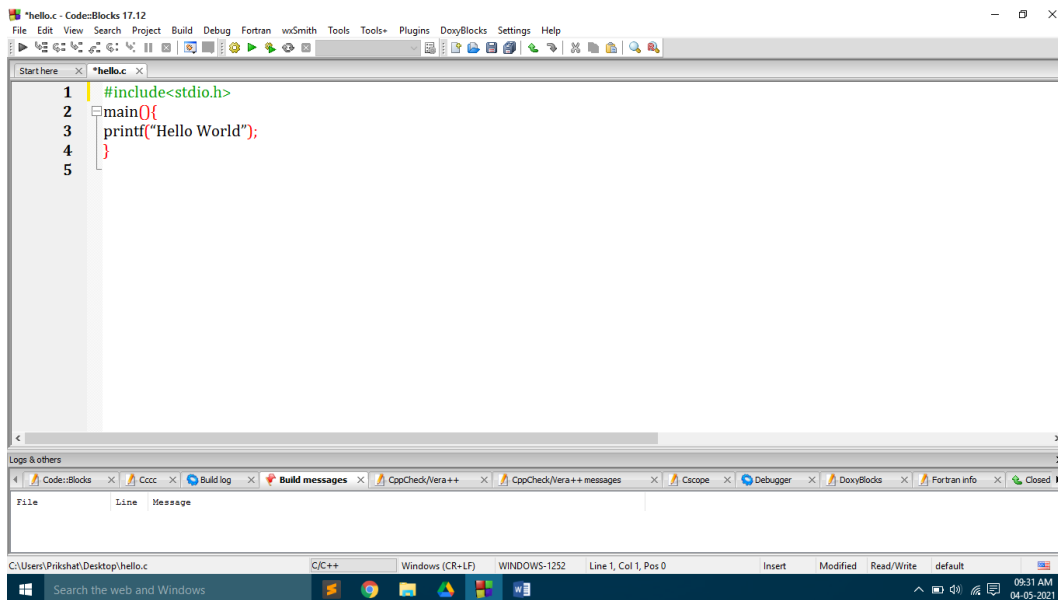 *hello.c - Code::Blocks 17.12
File Edit View Search Project Build Debug Fortran wxSmith Tools Tools+ Plugins DoxyBlocks Settings Help
Start here *hello.c
1 #include<stdio.h>
2 main(){
3 printf(“Hello World”);
4 }
5
Logs & others
Code::Blocks Cccc Build log Build messages CppCheck/Vera++ CppCheck/Vera++ messages Cscope Debugger DoxyBlocks Fortran info Closed
File Line Message
C:\Users\Prikshat\Desktop\hello.c C/C++ Windows (CR+LF) WINDOWS-1252 Line 1, Col 1, Pos 0 Insert Modified Read/Write default
Search the web and Windows
09:31 AM
04-05-2021